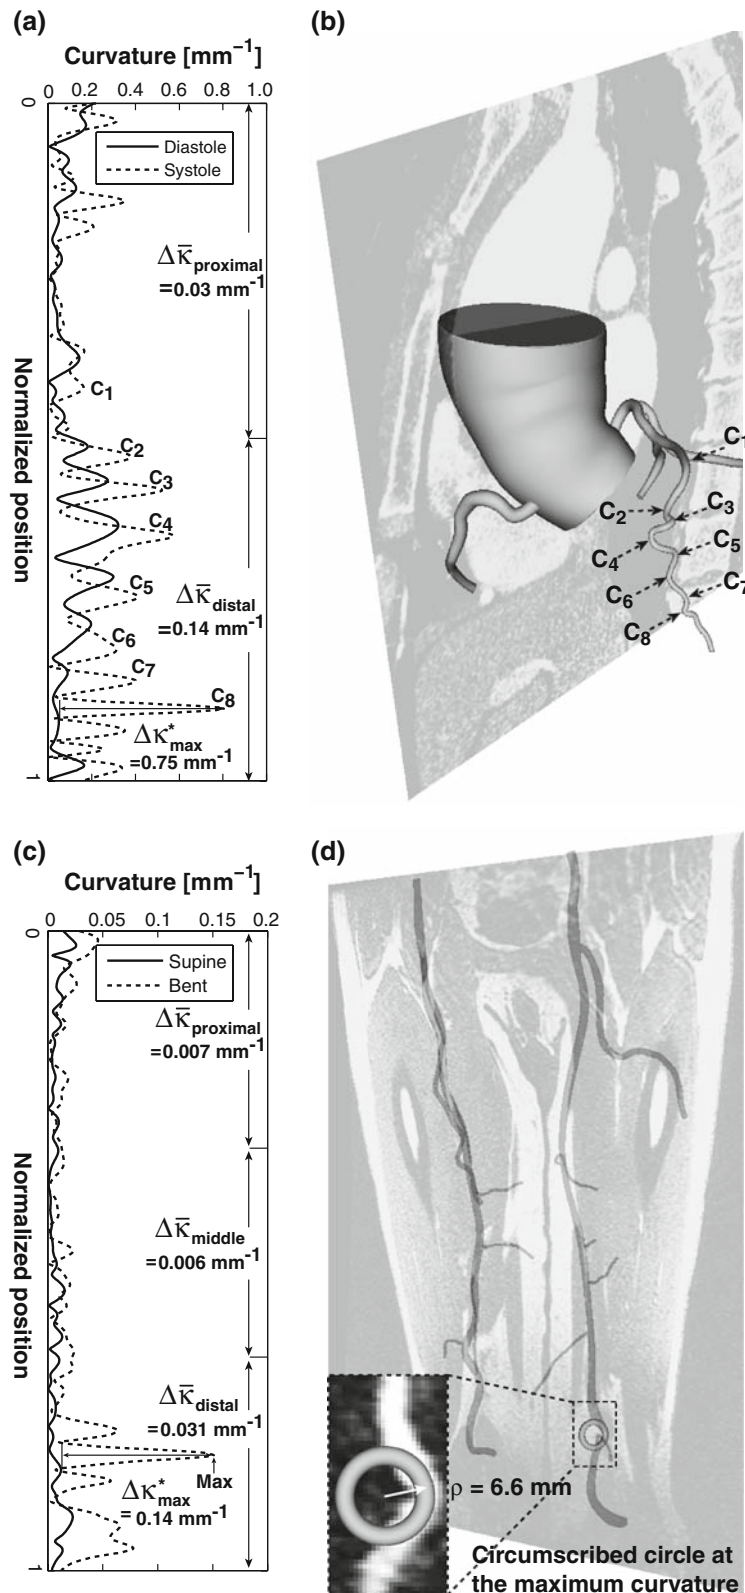 (a)
Curvature [mm⁻¹]
0 0.2 0.4 0.6 0.8 1.0
0
Diastole
Systole
Δκ̄proximal
=0.03 mm⁻¹
C1
C2
C3
C4
C5
Δκ̄distal
=0.14 mm⁻¹
C6
C7
C8
Δκ*max
=0.75 mm⁻¹
1
Normalized position
(b)
C1
C2
C3
C4
C5
C6
C7
C8
(c)
Curvature [mm⁻¹]
0 0.05 0.1 0.15 0.2
0
Supine
Bent
Δκ̄proximal
=0.007 mm⁻¹
Δκ̄middle
=0.006 mm⁻¹
Δκ̄distal
=0.031 mm⁻¹
Max
Δκ*max
= 0.14 mm⁻¹
1
Normalized position
(d)
ρ = 6.6 mm
Circumscribed circle at
the maximum curvature